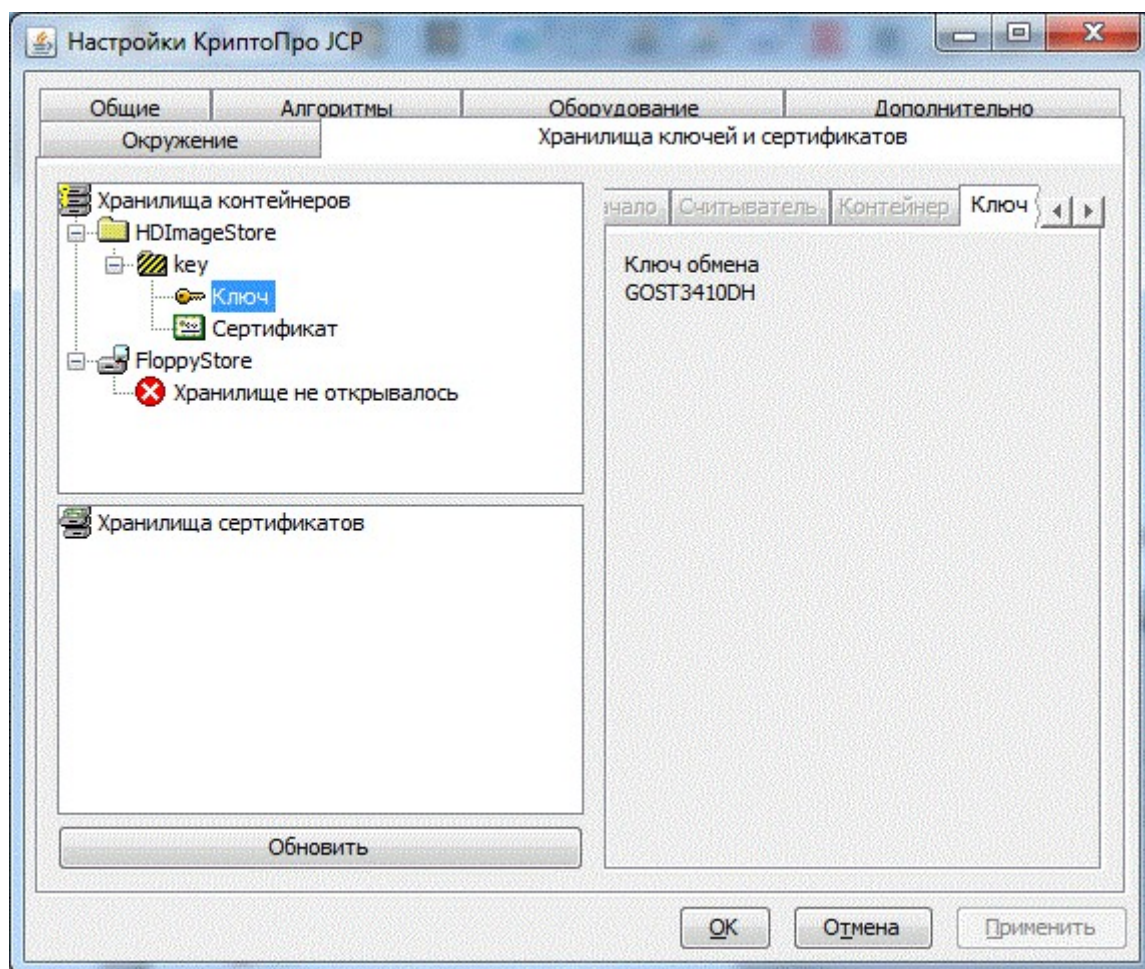 Настройки КриптоПро JCP
Общие Алгоритмы Оборудование Дополнительно
Окружение Хранилища ключей и сертификатов
Хранилища контейнеров
HDImageStore
key
Ключ
Сертификат
FloppyStore
Хранилище не открывалось
Хранилища сертификатов
Обновить
чало Считыватель Контейнер Ключ
Ключ обмена
GOST3410DH
OK Отмена Применить